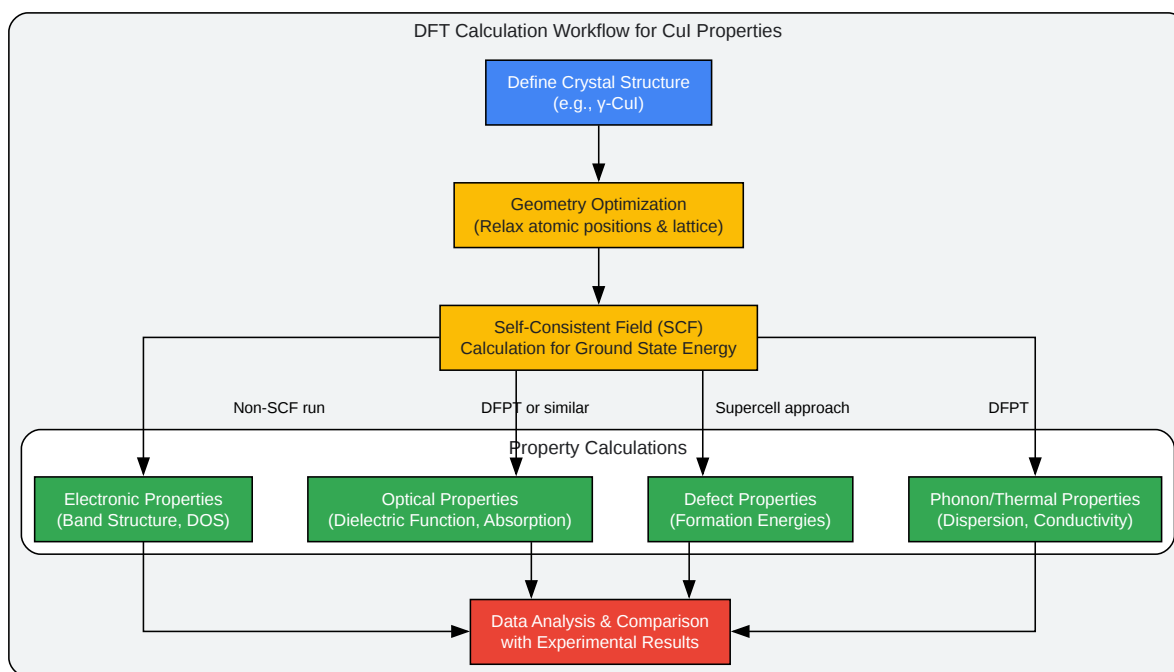 DFT Calculation Workflow for CuI Properties
Define Crystal Structure
(e.g., γ-CuI)
Geometry Optimization
(Relax atomic positions & lattice)
Self-Consistent Field (SCF)
Calculation for Ground State Energy
Non-SCF run
DFPT or similar
Supercell approach
DFPT
Property Calculations
Electronic Properties
(Band Structure, DOS)
Optical Properties
(Dielectric Function, Absorption)
Defect Properties
(Formation Energies)
Phonon/Thermal Properties
(Dispersion, Conductivity)
Data Analysis & Comparison
with Experimental Results